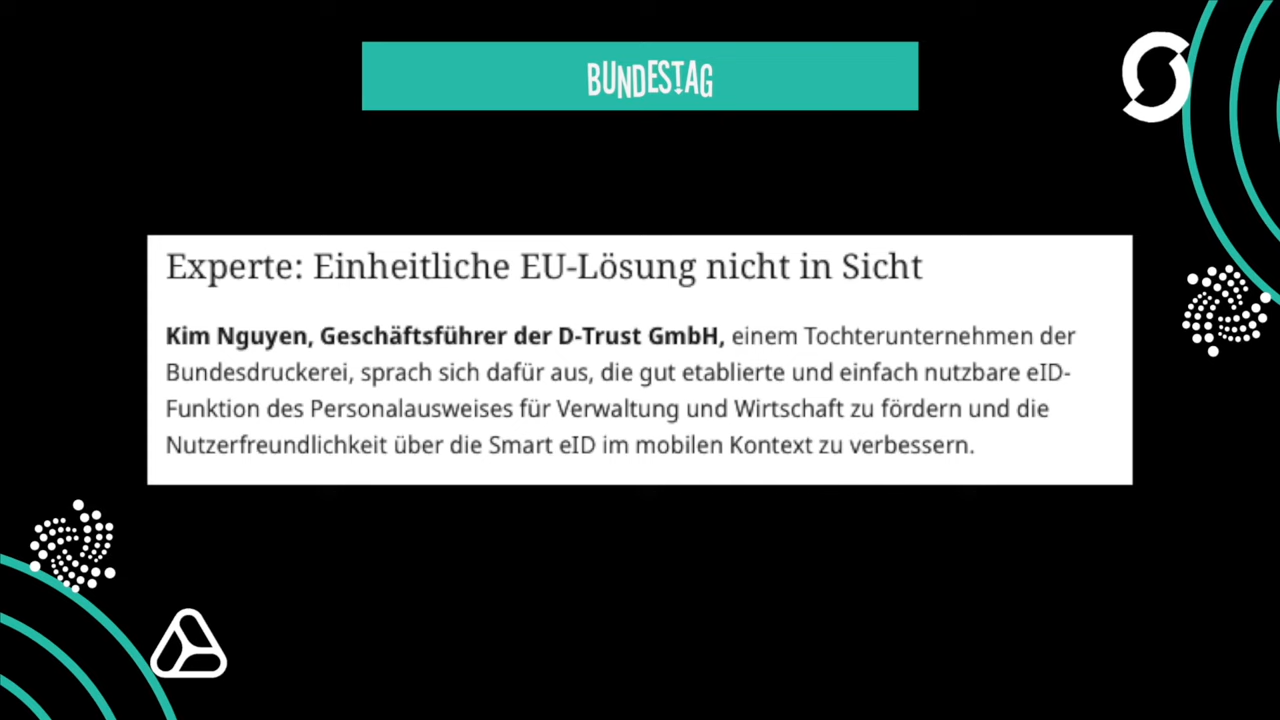 BUNDESTAG
Experte: Einheitliche EU-Lösung nicht in Sicht
Kim Nguyen, Geschäftsführer der D-Trust GmbH, einem Tochterunternehmen der
Bundesdruckerei, sprach sich dafür aus, die gut etablierte und einfach nutzbare eID-
Funktion des Personalausweises für Verwaltung und Wirtschaft zu fördern und die
Nutzerfreundlichkeit über die Smart eID im mobilen Kontext zu verbessern.